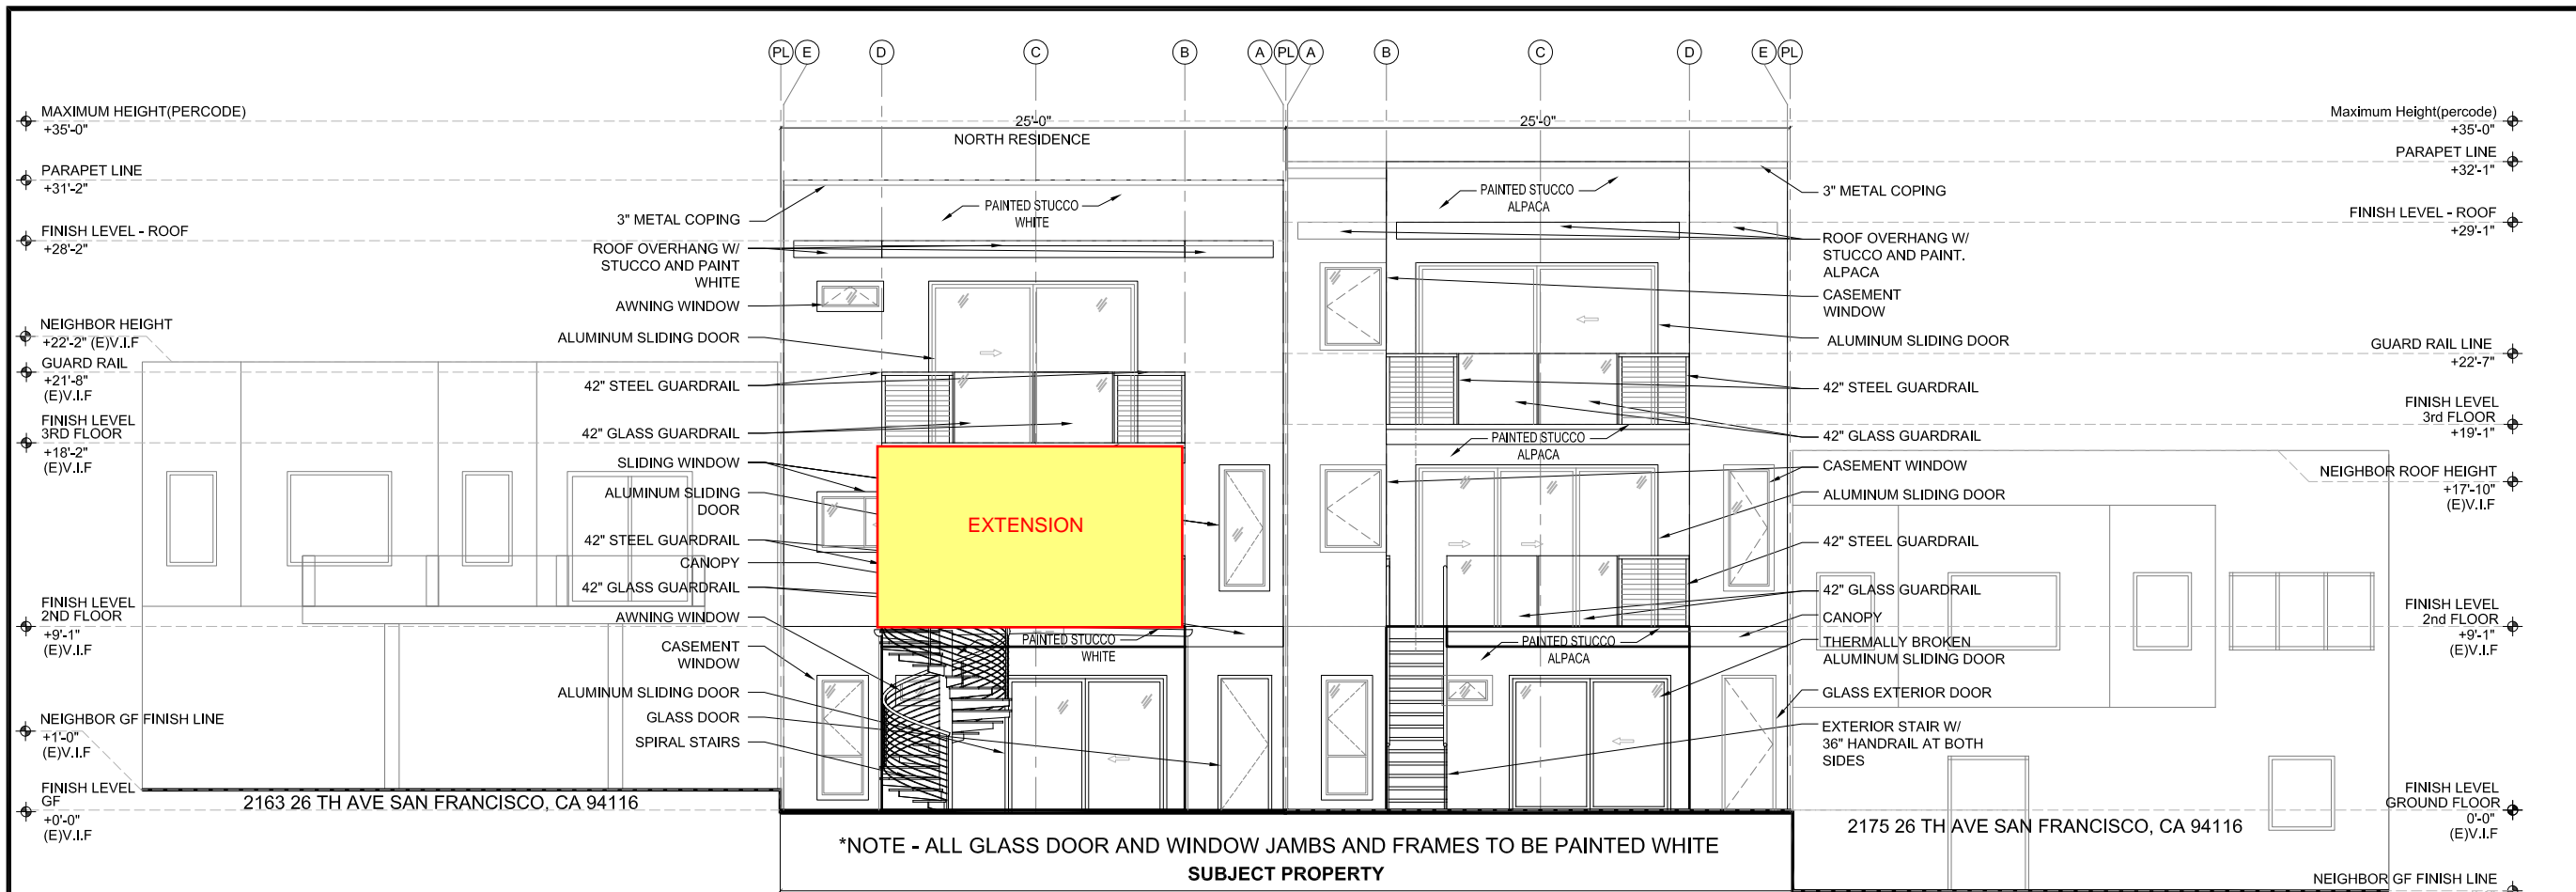 PL E D C B A PL A B C D E PL
MAXIMUM HEIGHT(PERCODE)
+35'-0"
PARAPET LINE
+31'-2"
FINISH LEVEL - ROOF
+28'-2"
NEIGHBOR HEIGHT
+22'-2" (E)V.I.F
GUARD RAIL
+21'-8"
(E)V.I.F
FINISH LEVEL
3RD FLOOR
+18'-2"
(E)V.I.F
FINISH LEVEL
2ND FLOOR
+9'-1"
(E)V.I.F
NEIGHBOR GF FINISH LINE
+1'-0"
(E)V.I.F
FINISH LEVEL
GF
+0'-0"
(E)V.I.F
2163 26 TH AVE SAN FRANCISCO, CA 94116
3" METAL COPING
ROOF OVERHANG W/
STUCCO AND PAINT
WHITE
AWNING WINDOW
ALUMINUM SLIDING DOOR
42" STEEL GUARDRAIL
42" GLASS GUARDRAIL
SLIDING WINDOW
ALUMINUM SLIDING
DOOR
42" STEEL GUARDRAIL
CANOPY
42" GLASS GUARDRAIL
AWNING WINDOW
CASEMENT
WINDOW
ALUMINUM SLIDING DOOR
GLASS DOOR
SPIRAL STAIRS
25'-0"
NORTH RESIDENCE
PAINTED STUCCO
WHITE
EXTENSION
PAINTED STUCCO
WHITE
25'-0"
PAINTED STUCCO
ALPACA
PAINTED STUCCO
ALPACA
PAINTED STUCCO
ALPACA
3" METAL COPING
ROOF OVERHANG W/
STUCCO AND PAINT.
ALPACA
CASEMENT
WINDOW
ALUMINUM SLIDING DOOR
42" STEEL GUARDRAIL
42" GLASS GUARDRAIL
CASEMENT WINDOW
ALUMINUM SLIDING DOOR
42" STEEL GUARDRAIL
42" GLASS GUARDRAIL
CANOPY
THERMALLY BROKEN
ALUMINUM SLIDING DOOR
GLASS EXTERIOR DOOR
EXTERIOR STAIR W/
36" HANDRAIL AT BOTH
SIDES
Maximum Height(percode)
+35'-0"
PARAPET LINE
+32'-1"
FINISH LEVEL - ROOF
+29'-1"
GUARD RAIL LINE
+22'-7"
FINISH LEVEL
3rd FLOOR
+19'-1"
NEIGHBOR ROOF HEIGHT
+17'-10"
(E)V.I.F
FINISH LEVEL
2nd FLOOR
+9'-1"
(E)V.I.F
FINISH LEVEL
GROUND FLOOR
0'-0"
(E)V.I.F
NEIGHBOR GF FINISH LINE
2175 26 TH AVE SAN FRANCISCO, CA 94116
*NOTE - ALL GLASS DOOR AND WINDOW JAMBS AND FRAMES TO BE PAINTED WHITE
SUBJECT PROPERTY